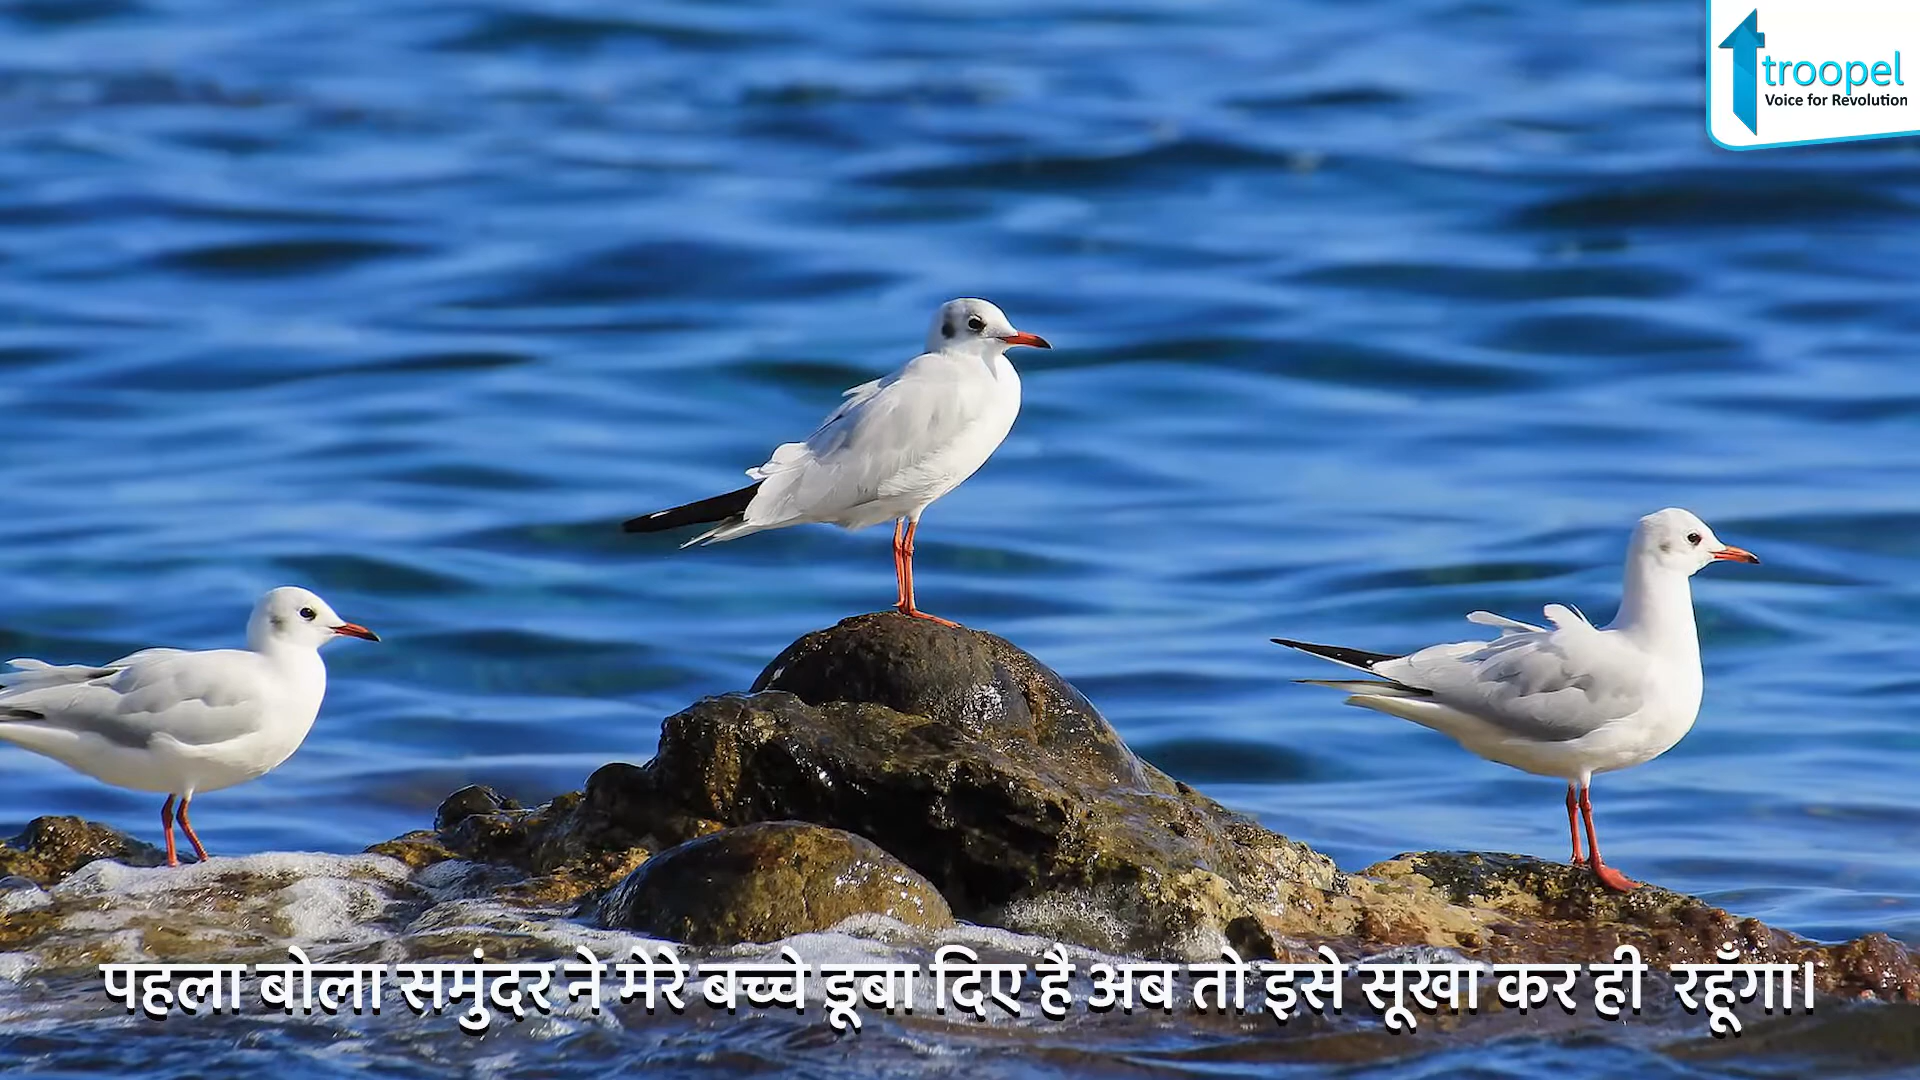 troopel
Voice for Revolution
पहला बोला समुंदर ने मेरे बच्चे डूबा दिए है अब तो इसे सूखा कर ही रहूँगा।